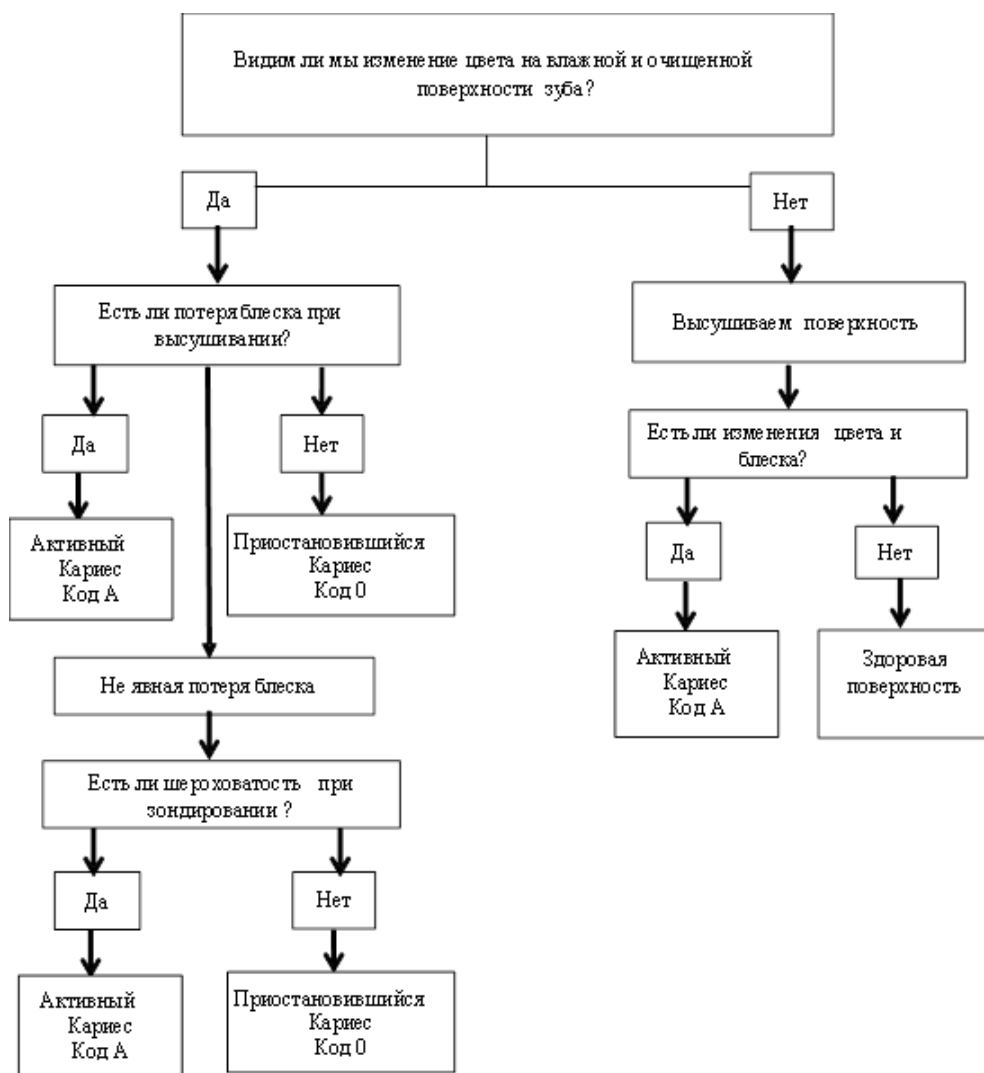 Видим ли мы изменение цвета на влажной и очищенной
поверхности зуба?
Да
Нет
Есть ли потеряблеска при
высушивании?
Высушиваем поверхность
Да
Нет
Есть ли изменения цвета и
блеска?
Активный
Кариес
Код А
Приостановившийся
Кариес
Код 0
Да
Нет
Не явная потеря блеска
Активный
Кариес
Код А
Здоровая
поверхность
Есть ли шероховатость при
зондировании ?
Да
Нет
Активный
Кариес
Код А
Приостановившийся
Кариес
Код 0